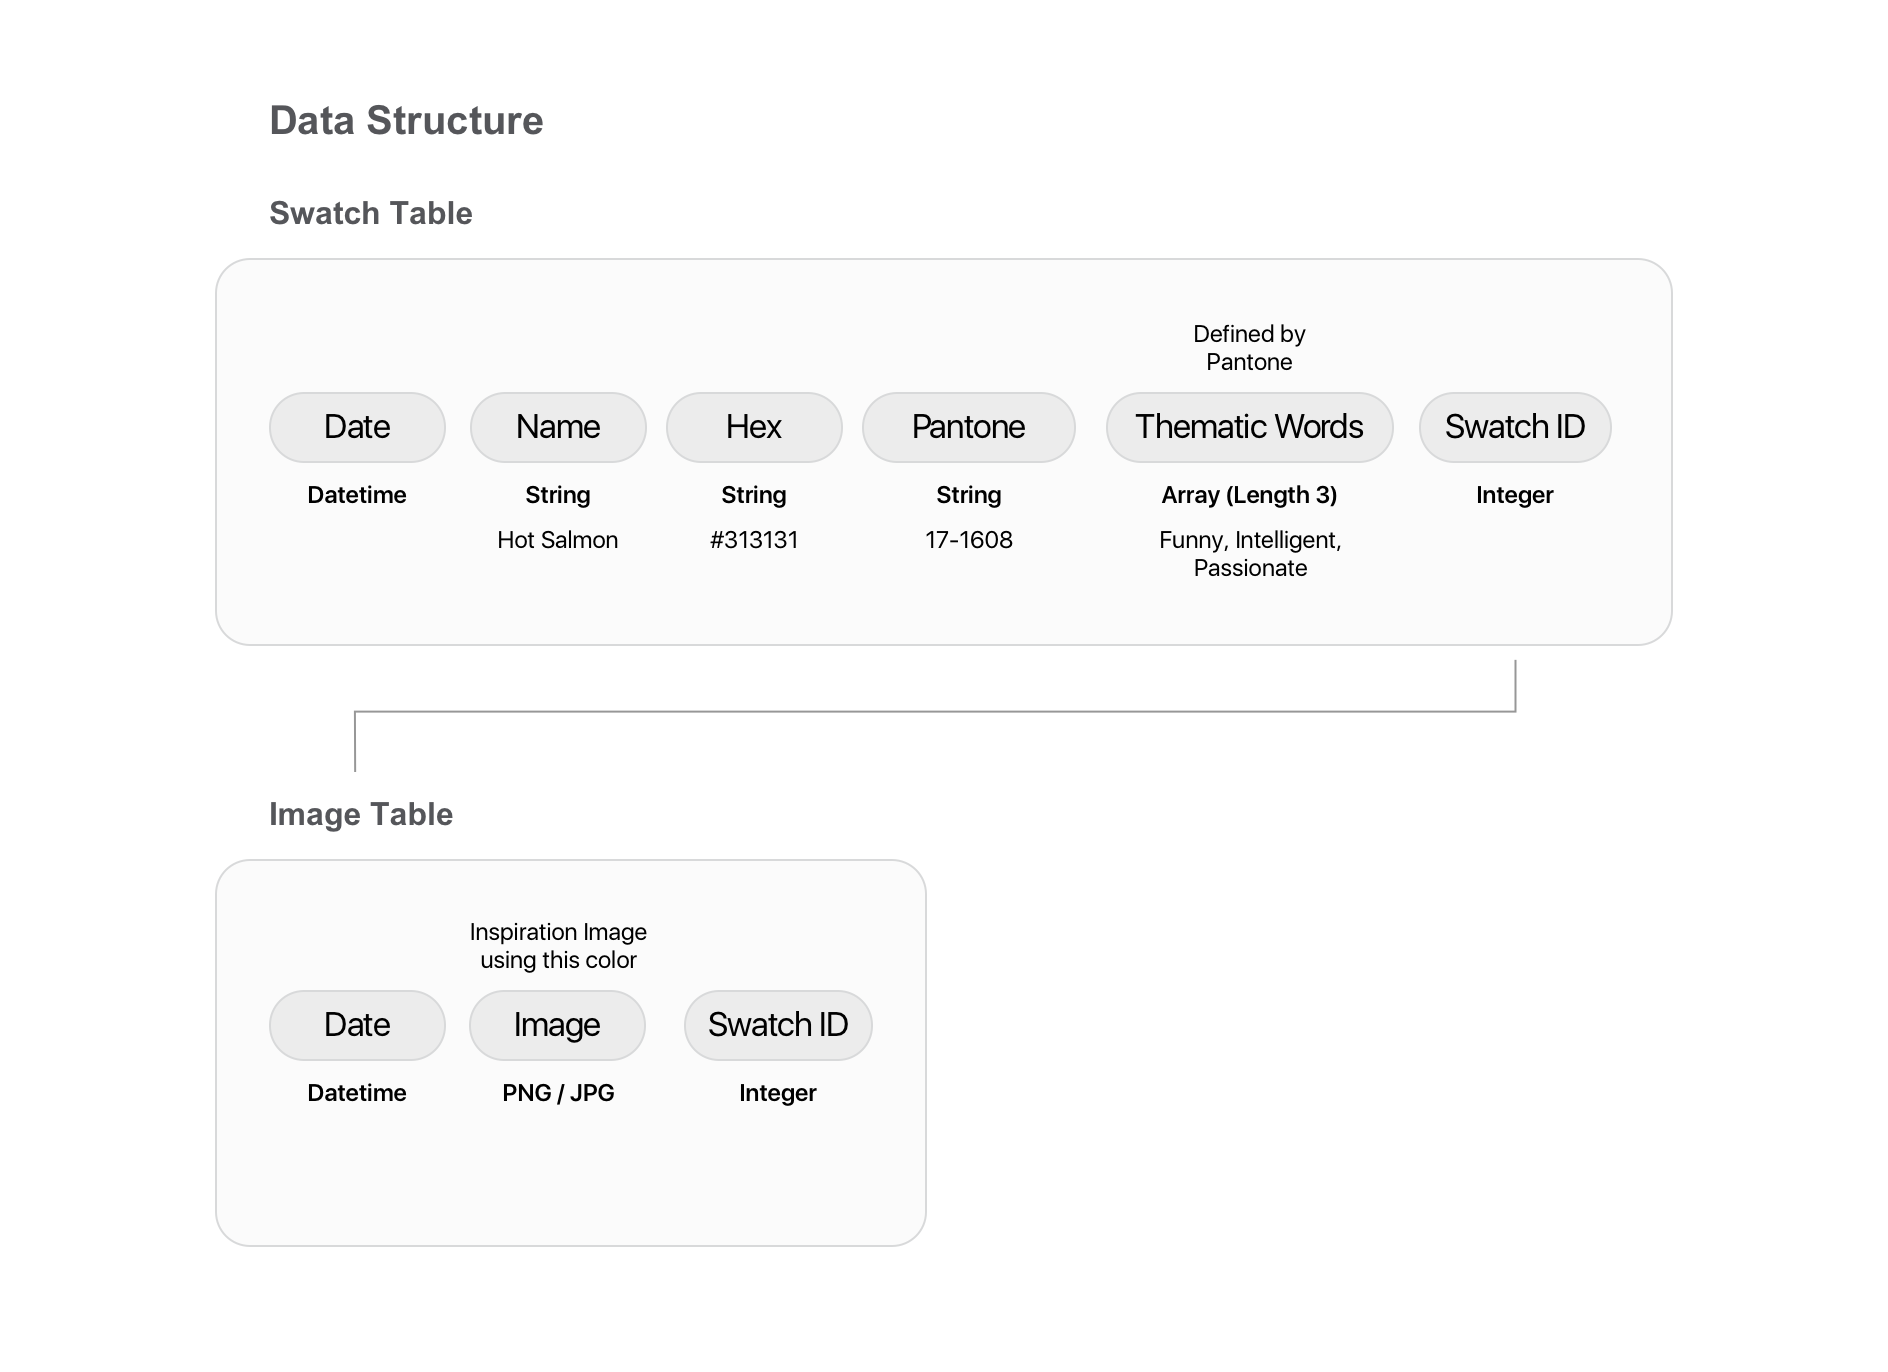 Data Structure
Swatch Table
Defined by
Pantone
Date
Name
Hex
Pantone
Thematic Words
Swatch ID
Datetime
String
String
String
Array (Length 3)
Integer
Hot Salmon
#313131
17-1608
Funny, Intelligent,
Passionate
Image Table
Inspiration Image
using this color
Date
Image
Swatch ID
Datetime
PNG / JPG
Integer